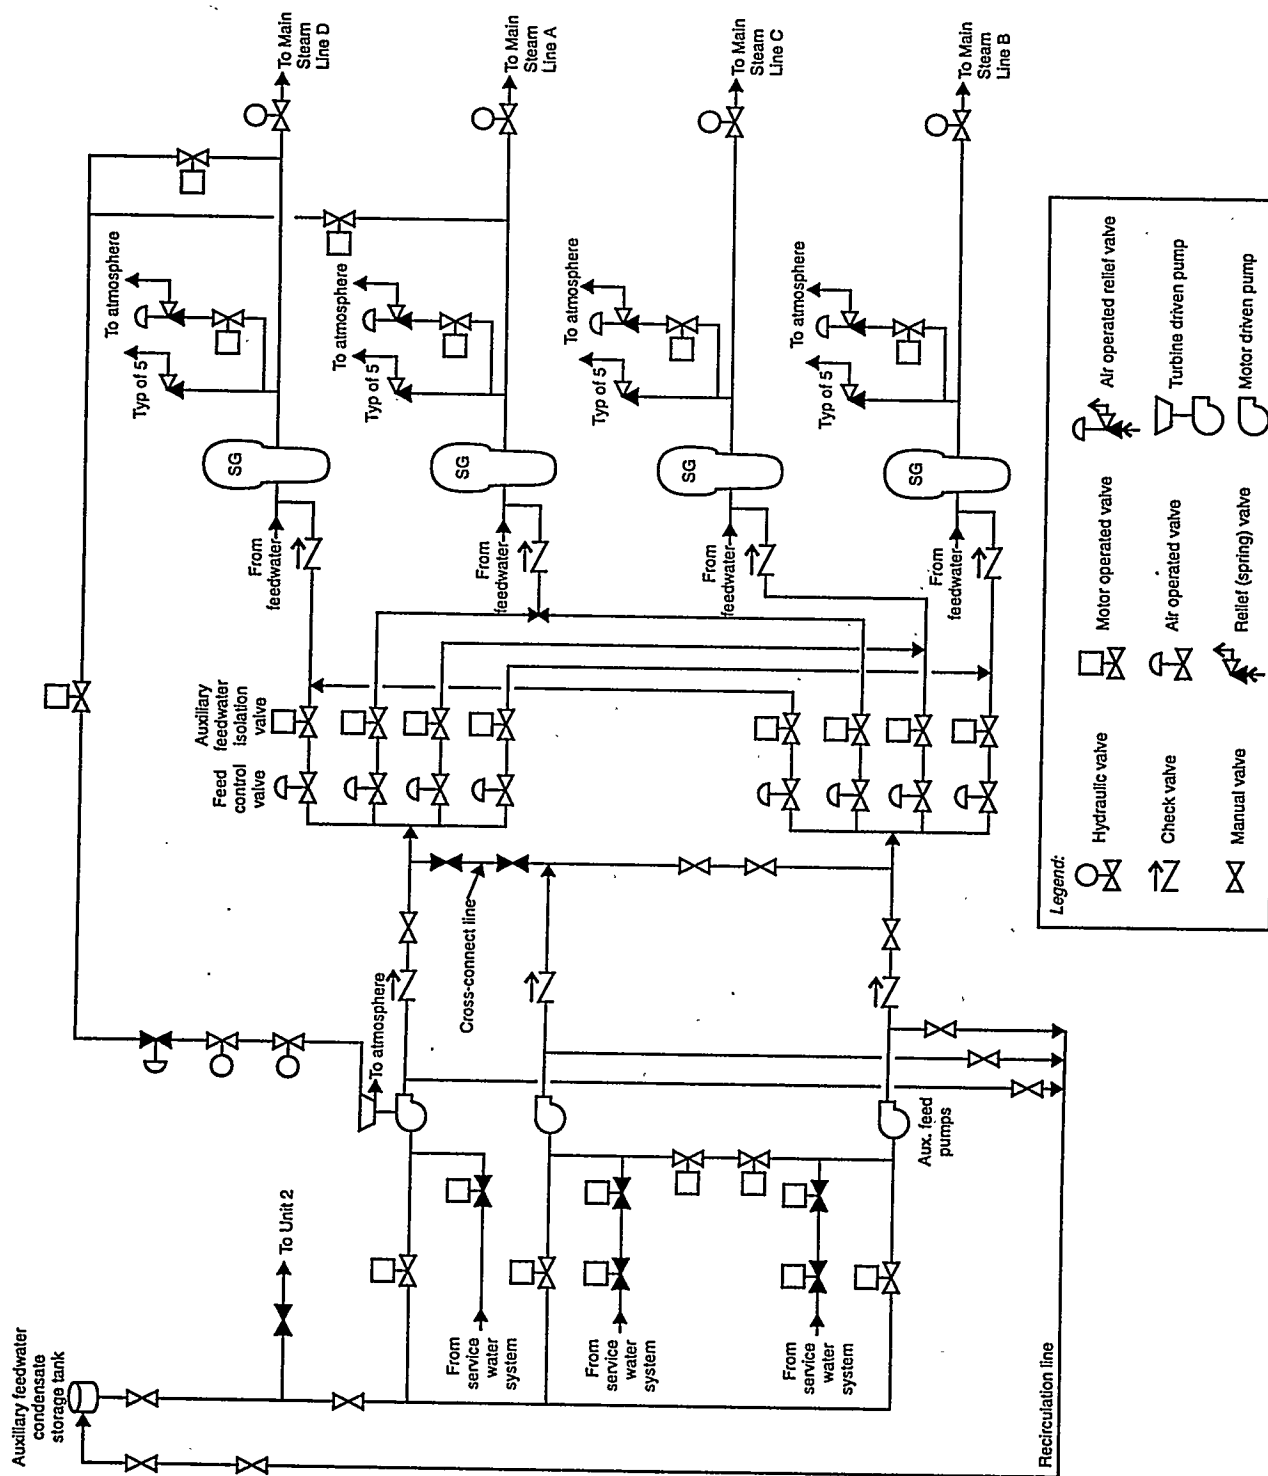 Auxiliary feedwater
condensate
storage tank
To Unit 2
From
service
water
system
From
service
water
system
From
service
water
system
Recirculation line
Aux. feed
pumps
To atmosphere
Cross-connect line
Feed
control
valve
Auxiliary
feedwater
isolation
valve
From
feedwater
From
feedwater
From
feedwater
From
feedwater
SG
SG
SG
SG
Typ of 5
To atmosphere
Typ of 5
To atmosphere
Typ of 5
To atmosphere
Typ of 5
To atmosphere
To Main
Steam
Line D
To Main
Steam
Line A
To Main
Steam
Line C
To Main
Steam
Line B
Legend:
Hydraulic valve
Motor operated valve
Air operated relief valve
Check valve
Air operated valve
Turbine driven pump
Manual valve
Relief (spring) valve
Motor driven pump